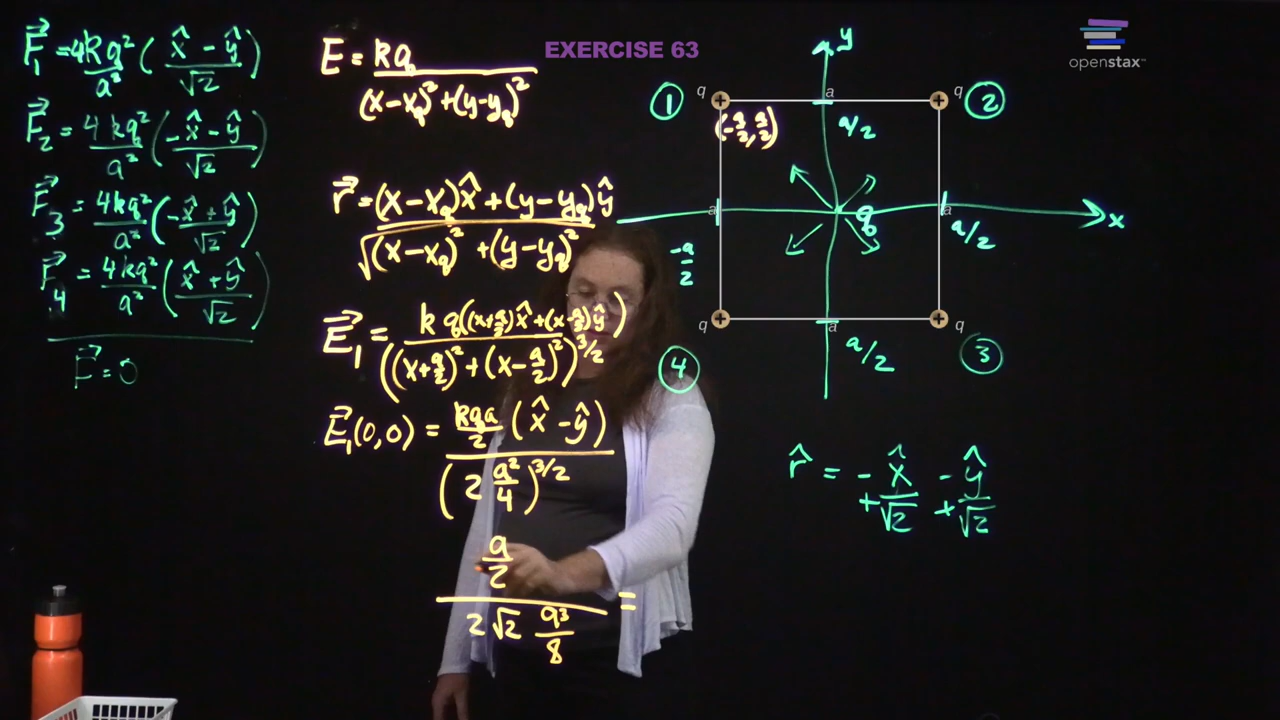 EXERCISE 63
openstax™
F⃗₁ = 4kq²/a² (x̂ - ŷ / √2)
F⃗₂ = 4kq²/a² (-x̂ - ŷ / √2)
F⃗₃ = 4kq²/a² (-x̂ + ŷ / √2)
F⃗₄ = 4kq²/a² (x̂ + ŷ / √2)
F⃗ = 0
E = kq / (x-x_q)² + (y-y_q)²
r⃗ = (x-x_q)x̂ + (y-y_q)ŷ / √(x-x_q)² + (y-y_q)²
E⃗₁ = kq((x+a/2)x̂ + (x-a/2)ŷ) / ((x+a/2)² + (x-a/2)²)^3/2
E⃗₁(0,0) = kqa/2 (x̂ - ŷ) / (2 a²/4)^3/2
a/2 / 2√2 a³/8 =
y
① q a q ②
(-a/2, a/2) a/2
a q a x
-a/2 a/2
q a q
④ a/2 ③
r̂ = -x̂/+√2 -ŷ/+√2